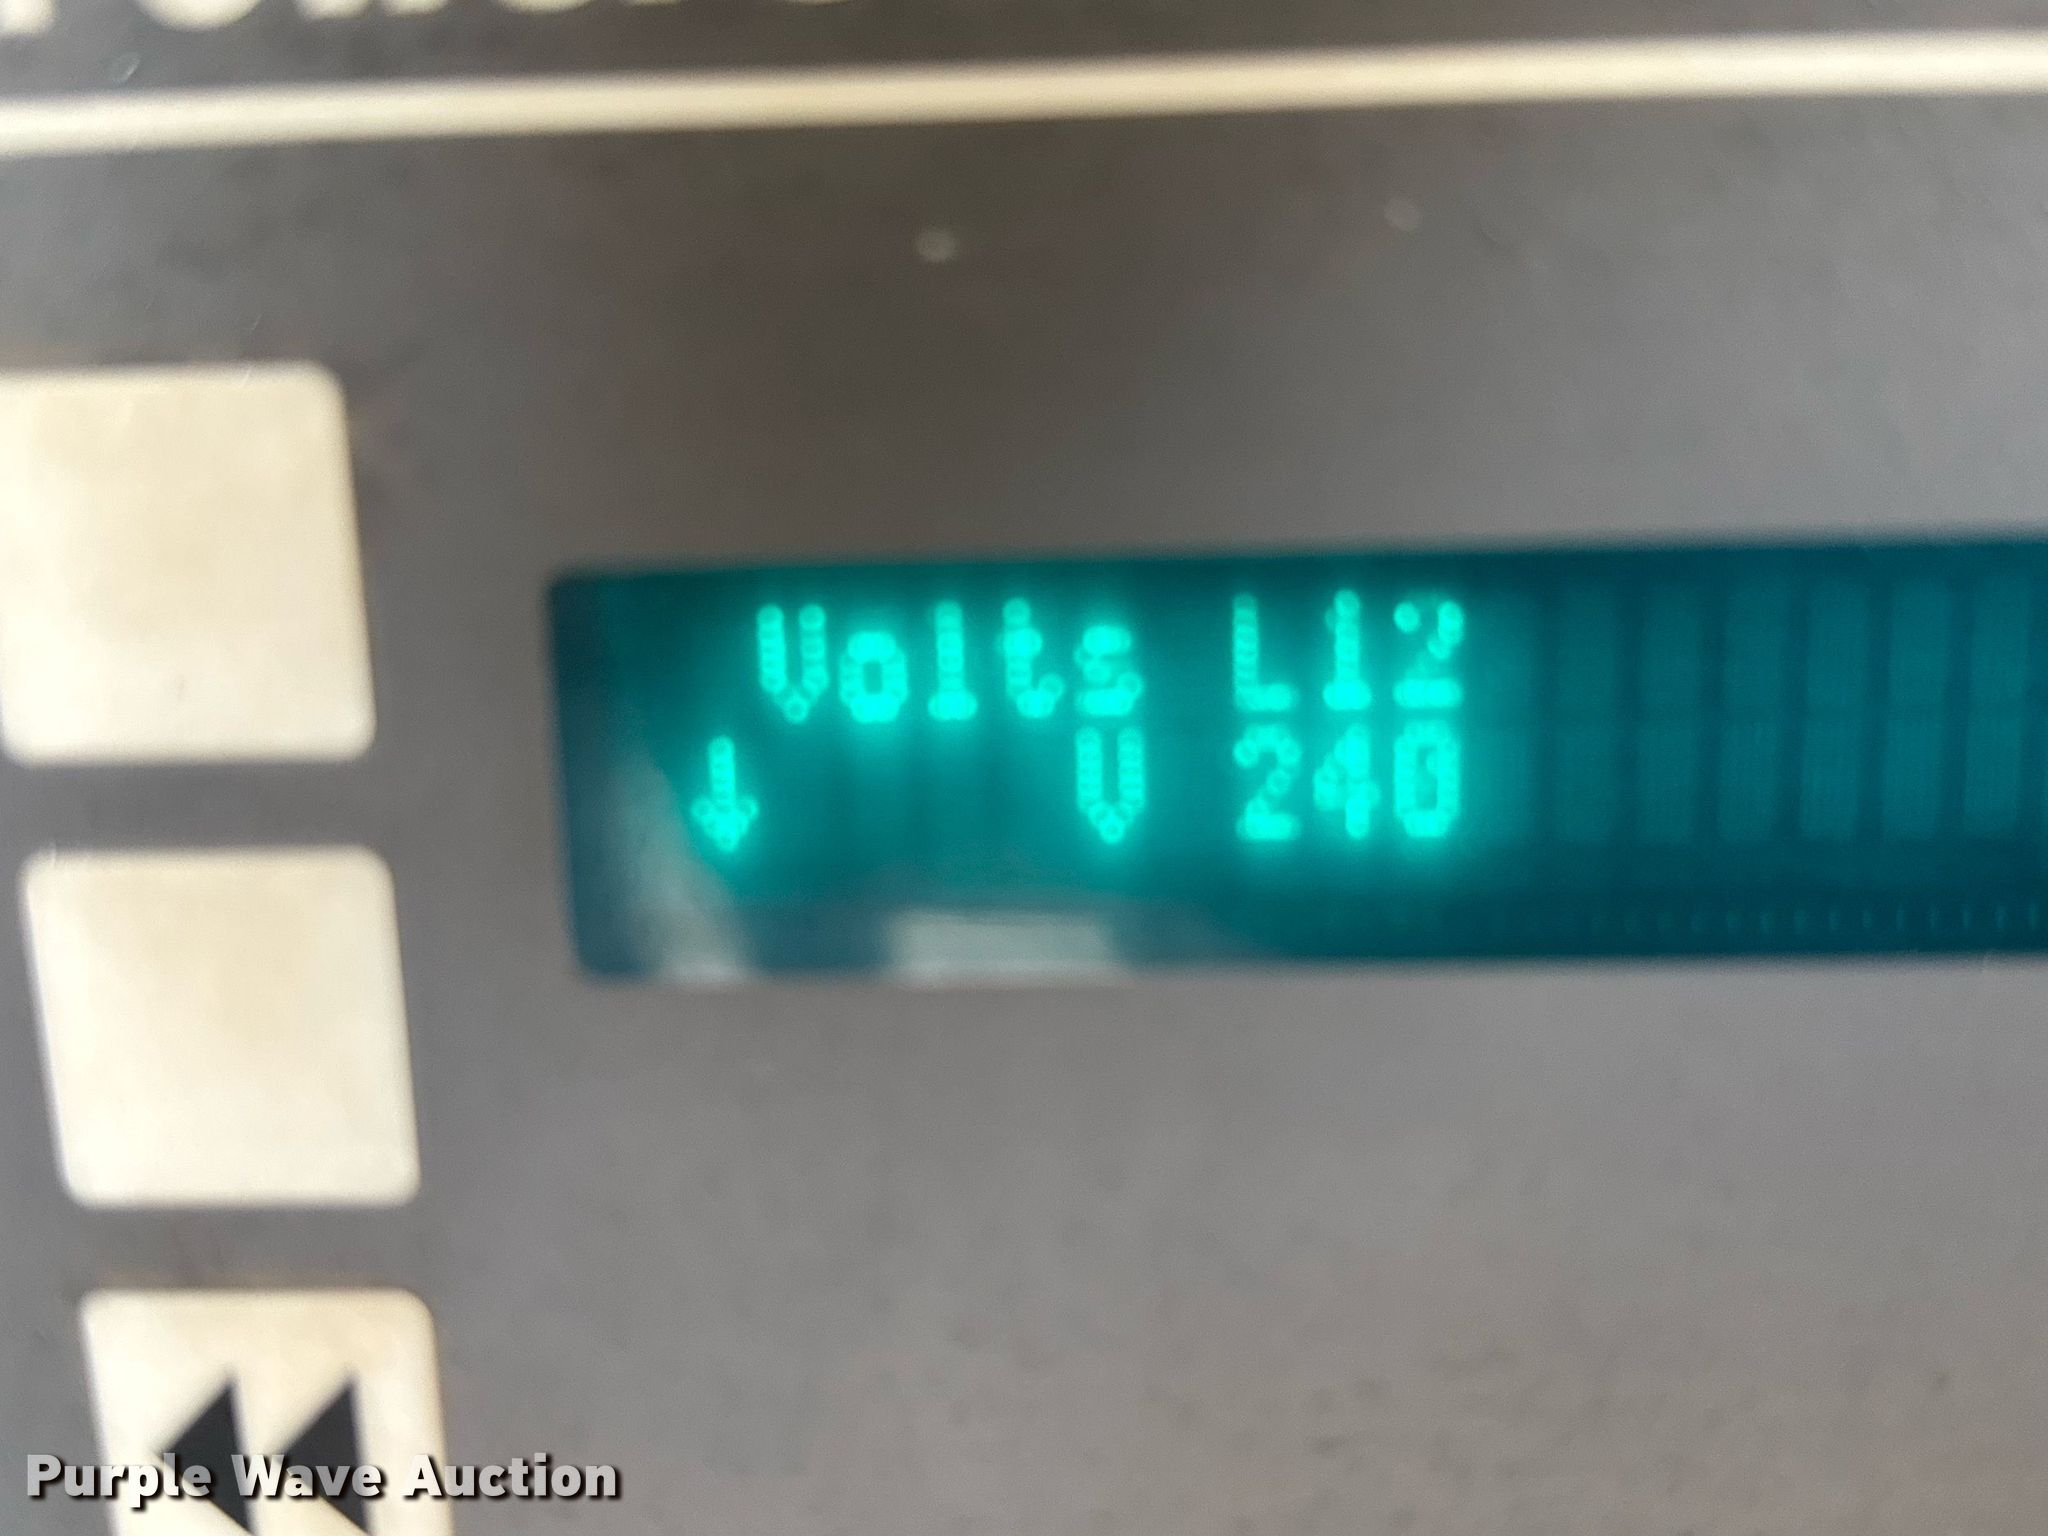 Volts L12
↓ V 240
Purple Wave Auction